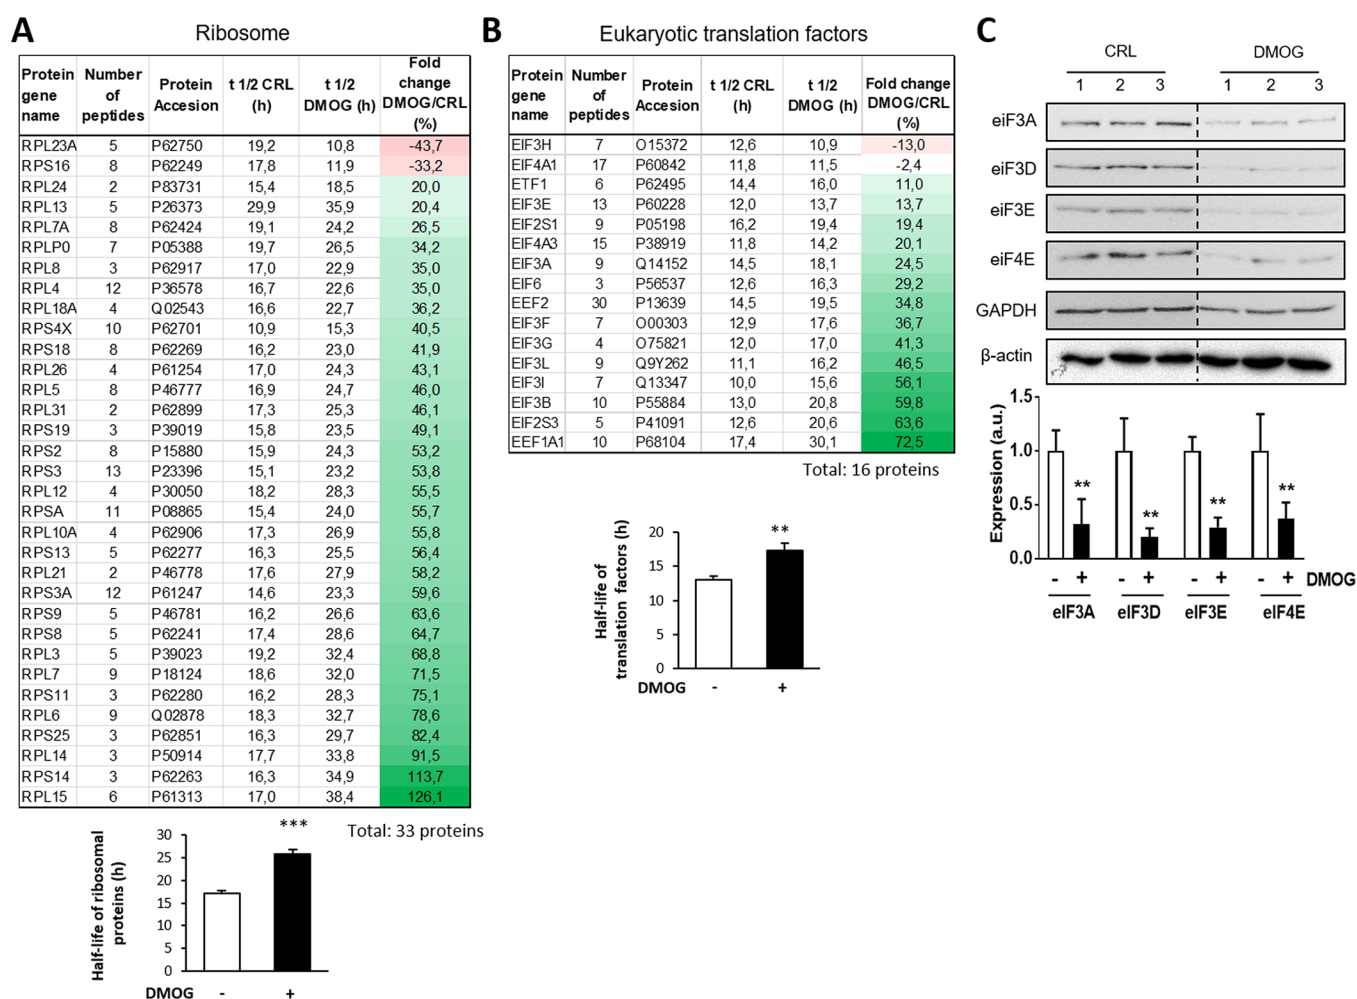 A
Ribosome
Protein gene name Number of peptides Protein Accesion t 1/2 CRL (h) t 1/2 DMOG (h) Fold change DMOG/CRL (%)
RPL23A 5 P62750 19,2 10,8 -43,7
RPS16 8 P62249 17,8 11,9 -33,2
RPL24 2 P83731 15,4 18,5 20,0
RPL13 5 P26373 29,9 35,9 20,4
RPL7A 8 P62424 19,1 24,2 26,5
RPLP0 7 P05388 19,7 26,5 34,2
RPL8 3 P62917 17,0 22,9 35,0
RPL4 12 P36578 16,7 22,6 35,0
RPL18A 4 Q02543 16,6 22,7 36,2
RPS4X 10 P62701 10,9 15,3 40,5
RPS18 8 P62269 16,2 23,0 41,9
RPL26 4 P61254 17,0 24,3 43,1
RPL5 8 P46777 16,9 24,7 46,0
RPL31 2 P62899 17,3 25,3 46,1
RPS19 3 P39019 15,8 23,5 49,1
RPS2 8 P15880 15,9 24,3 53,2
RPS3 13 P23396 15,1 23,2 53,8
RPL12 4 P30050 18,2 28,3 55,5
RPSA 11 P08865 15,4 24,0 55,7
RPL10A 4 P62906 17,3 26,9 55,8
RPS13 5 P62277 16,3 25,5 56,4
RPL21 2 P46778 17,6 27,9 58,2
RPS3A 12 P61247 14,6 23,3 59,6
RPS9 5 P46781 16,2 26,6 63,6
RPS8 5 P62241 17,4 28,6 64,7
RPL3 5 P39023 19,2 32,4 68,8
RPL7 9 P18124 18,6 32,0 71,5
RPS11 3 P62280 16,2 28,3 75,1
RPL6 9 Q02878 18,3 32,7 78,6
RPS25 3 P62851 16,3 29,7 82,4
RPL14 3 P50914 17,7 33,8 91,5
RPS14 3 P62263 16,3 34,9 113,7
RPL15 6 P61313 17,0 38,4 126,1
Total: 33 proteins
Half-life of ribosomal proteins (h)
30
25
20
15
10
5
0
***
DMOG - +
B
Eukaryotic translation factors
Protein gene name Number of peptides Protein Accesion t 1/2 CRL (h) t 1/2 DMOG (h) Fold change DMOG/CRL (%)
EIF3H 7 O15372 12,6 10,9 -13,0
EIF4A1 17 P60842 11,8 11,5 -2,4
ETF1 6 P62495 14,4 16,0 11,0
EIF3E 13 P60228 12,0 13,7 13,7
EIF2S1 9 P05198 16,2 19,4 19,4
EIF4A3 15 P38919 11,8 14,2 20,1
EIF3A 9 Q14152 14,5 18,1 24,5
EIF6 3 P56537 12,6 16,3 29,2
EEF2 30 P13639 14,5 19,5 34,8
EIF3F 7 O00303 12,9 17,6 36,7
EIF3G 4 O75821 12,0 17,0 41,3
EIF3L 9 Q9Y262 11,1 16,2 46,5
EIF3I 7 Q13347 10,0 15,6 56,1
EIF3B 10 P55884 13,0 20,8 59,8
EIF2S3 5 P41091 12,6 20,6 63,6
EEF1A1 10 P68104 17,4 30,1 72,5
Total: 16 proteins
Half-life of translation factors (h)
20
15
10
5
0
**
DMOG - +
C
CRL DMOG
1 2 3 1 2 3
eiF3A
eiF3D
eiF3E
eiF4E
GAPDH
β-actin
Expression (a.u.)
1.5
1.0
0.5
0.0
** ** ** **
- + - + - + - + DMOG
eIF3A eIF3D eIF3E eIF4E